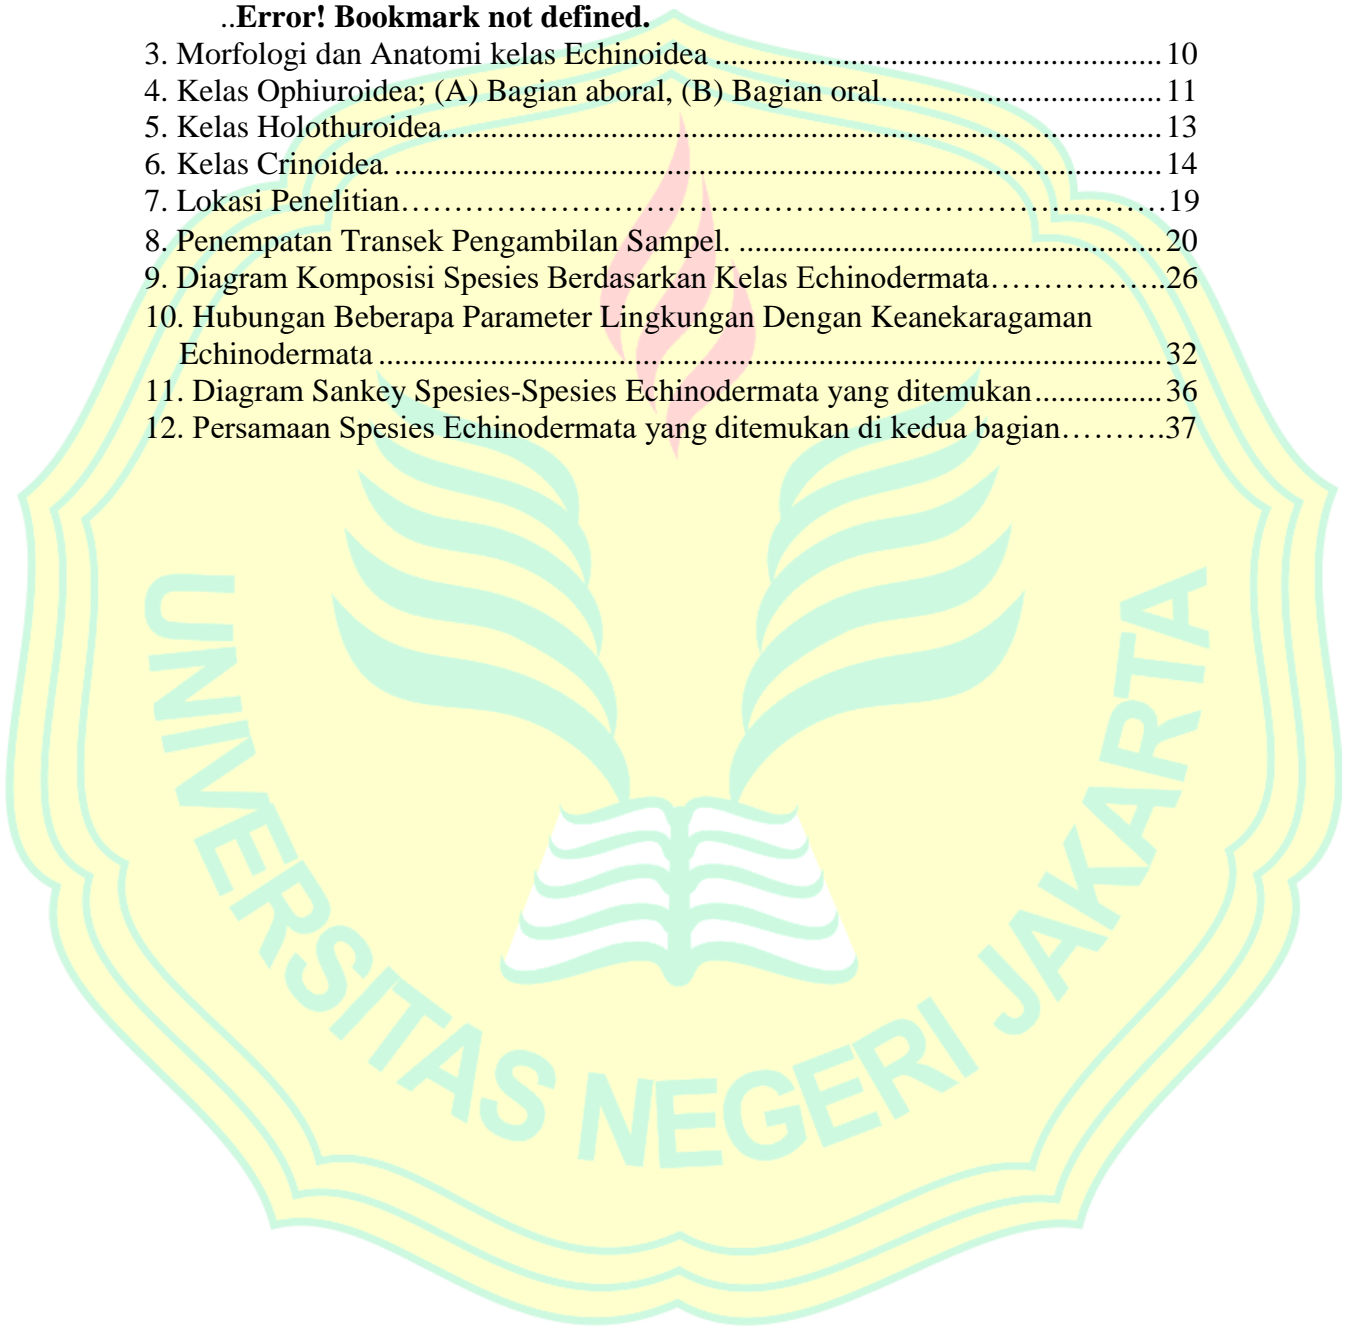 ..Error! Bookmark not defined.
3. Morfologi dan Anatomi kelas Echinoidea ........................................................ 10
4. Kelas Ophiuroidea; (A) Bagian aboral, (B) Bagian oral. .................................. 11
5. Kelas Holothuroidea.......................................................................................... 13
6. Kelas Crinoidea. ................................................................................................ 14
7. Lokasi Penelitian……………………………………………………………………19
8. Penempatan Transek Pengambilan Sampel. ..................................................... 20
9. Diagram Komposisi Spesies Berdasarkan Kelas Echinodermata……………..26
10. Hubungan Beberapa Parameter Lingkungan Dengan Keanekaragaman
Echinodermata .................................................................................................. 32
11. Diagram Sankey Spesies-Spesies Echinodermata yang ditemukan ................ 36
12. Persamaan Spesies Echinodermata yang ditemukan di kedua bagian……….37
UNIVERSITAS NEGERI JAKARTA